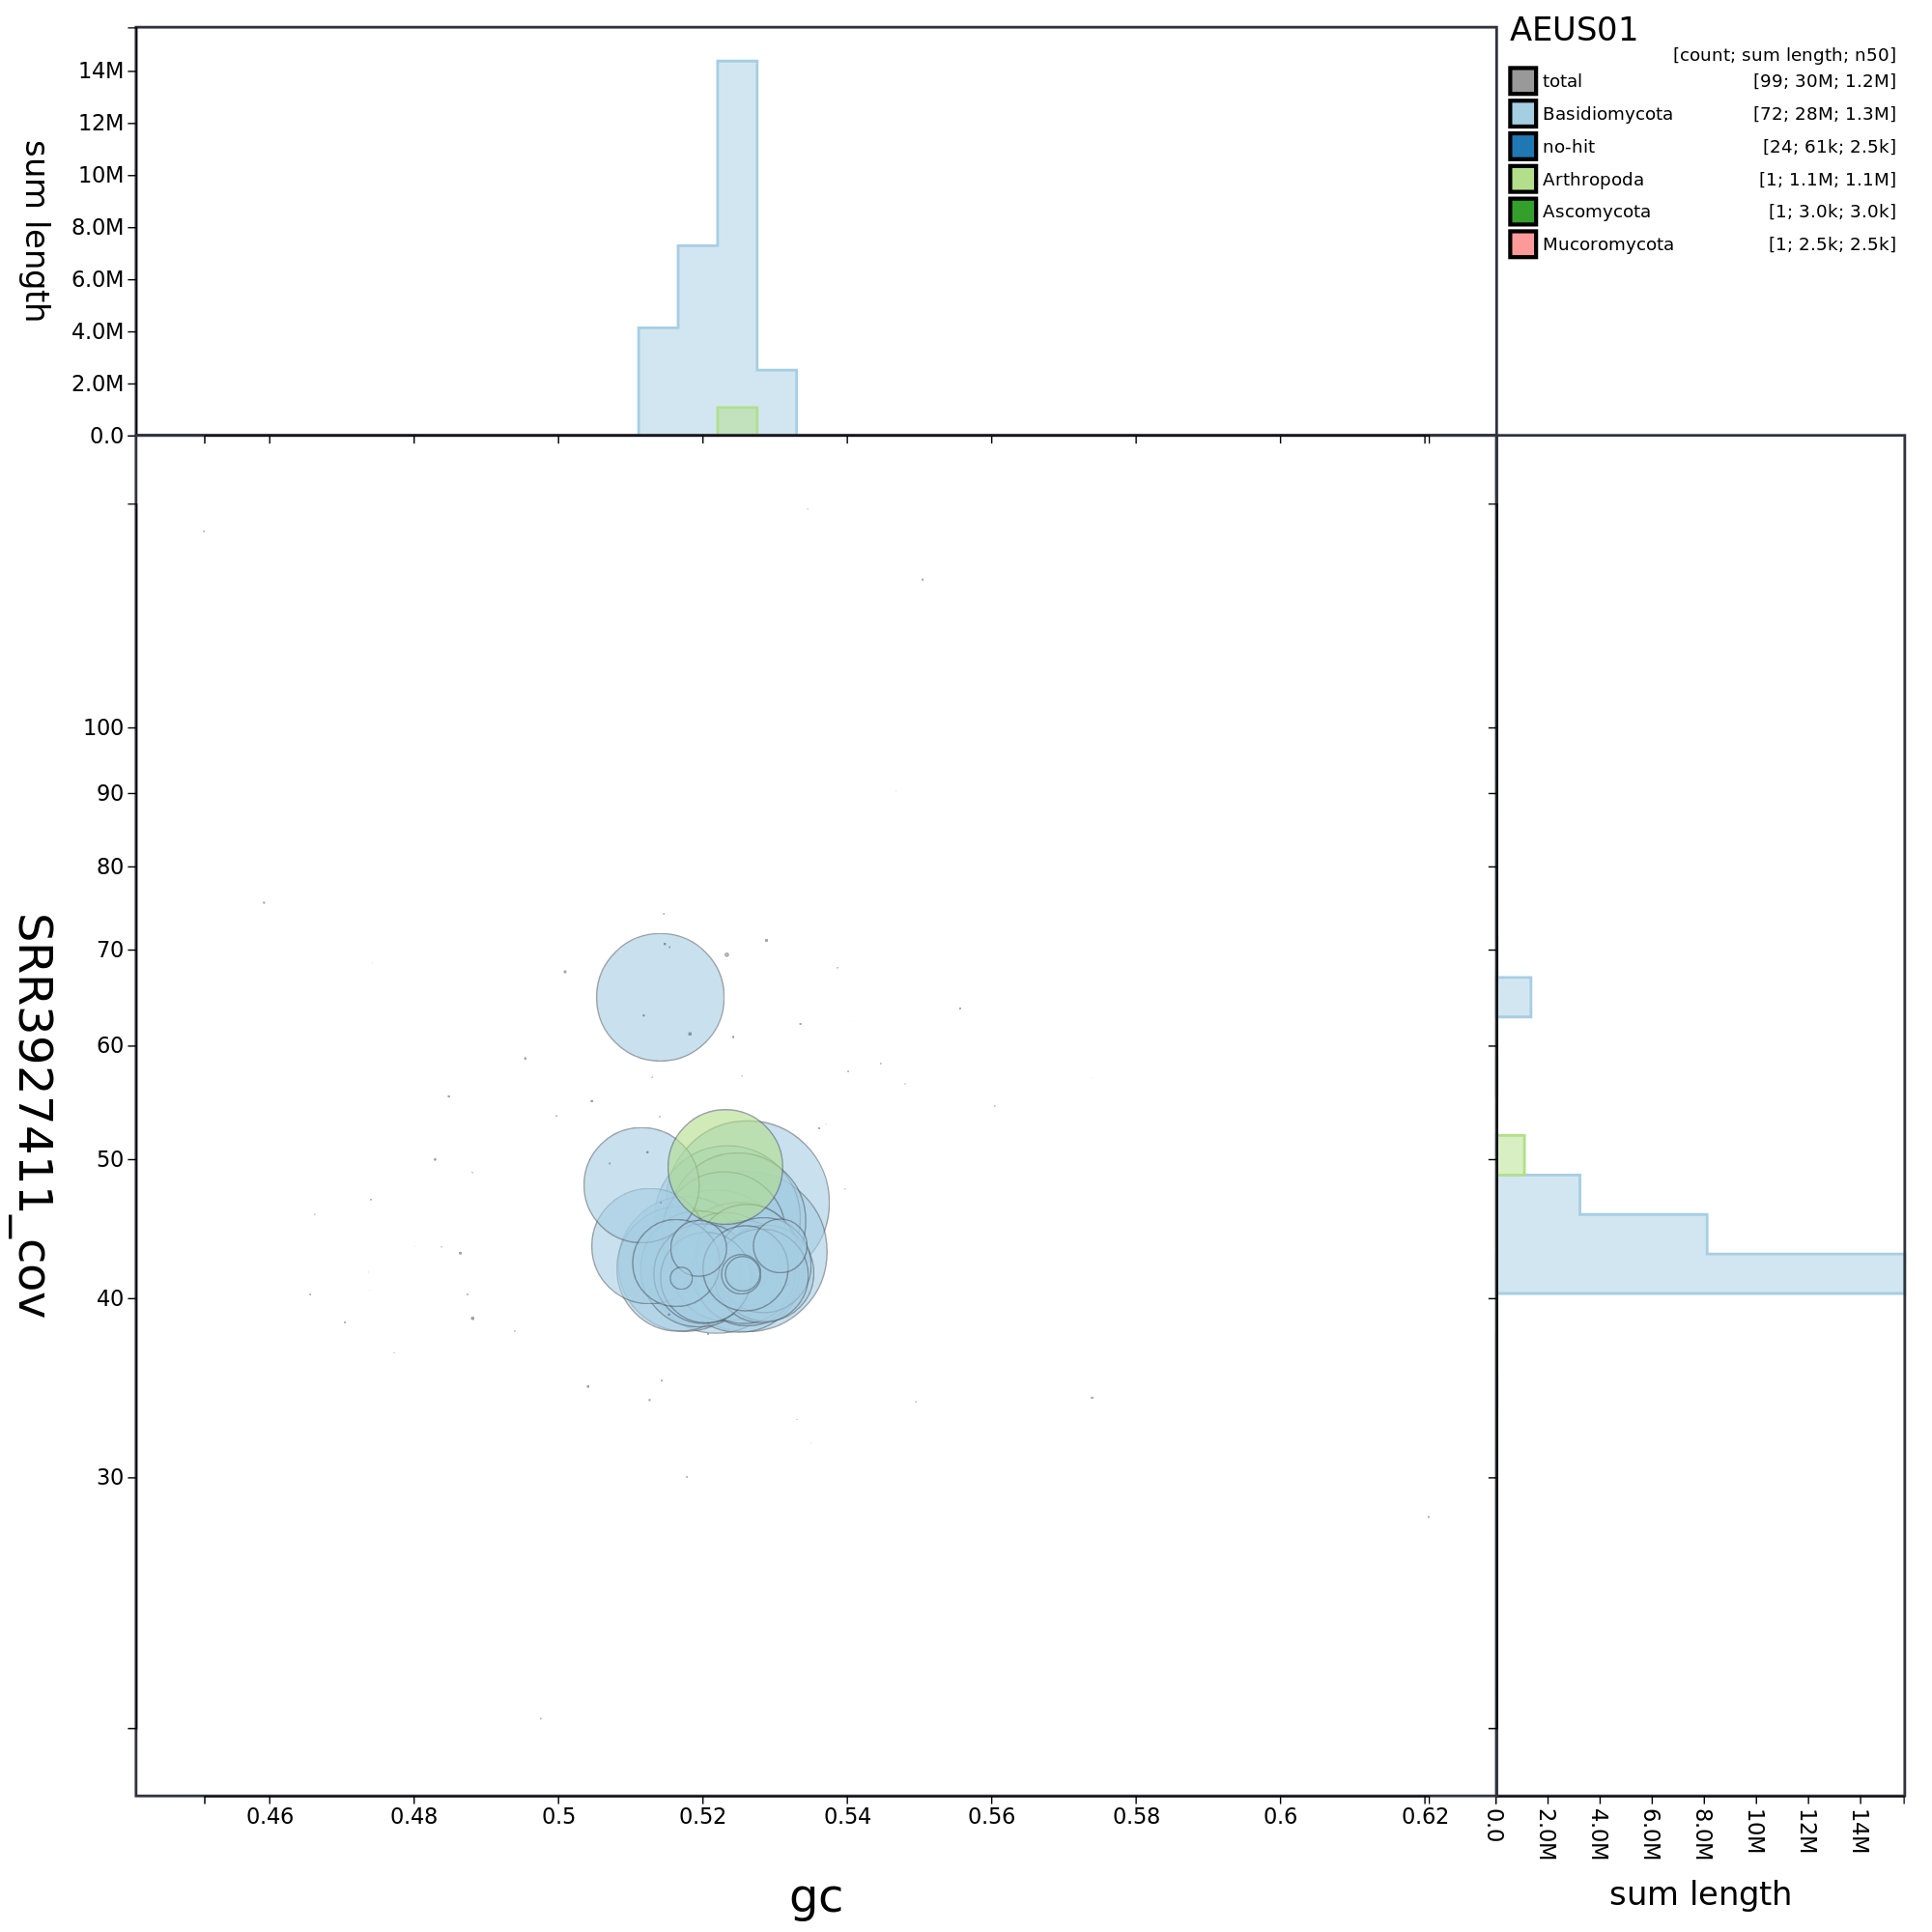 AEUS01
[count; sum length; n50]
total [99; 30M; 1.2M]
Basidiomycota [72; 28M; 1.3M]
no-hit [24; 61k; 2.5k]
Arthropoda [1; 1.1M; 1.1M]
Ascomycota [1; 3.0k; 3.0k]
Mucoromycota [1; 2.5k; 2.5k]
sum length
14M
12M
10M
8.0M
6.0M
4.0M
2.0M
0.0
SRR3927411_cov
100
90
80
70
60
50
40
30
0.46 0.48 0.5 0.52 0.54 0.56 0.58 0.6 0.62
gc
0.0 2.0M 4.0M 6.0M 8.0M 10M 12M 14M
sum length